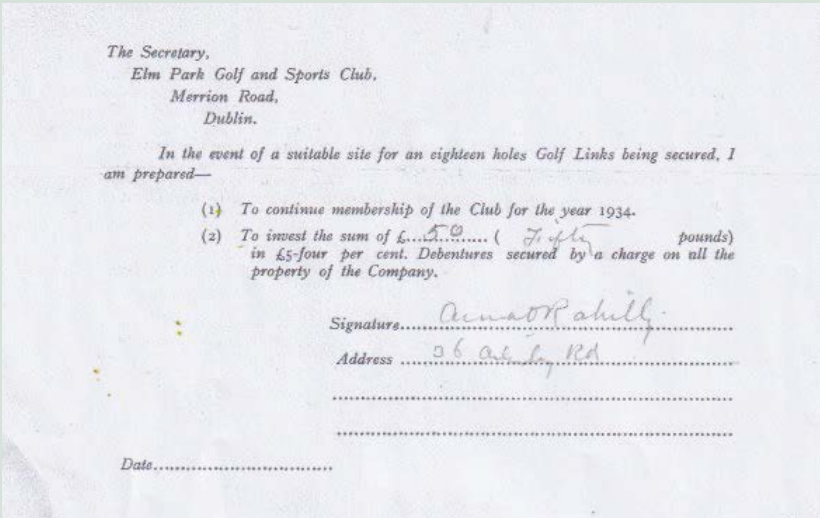 The Secretary,
Elm Park Golf and Sports Club,
Merrion Road,
Dublin.
In the event of a suitable site for an eighteen holes Golf Links being secured, I
am prepared—
(1) To continue membership of the Club for the year 1934.
(2) To invest the sum of £...50......... ( Fifty pounds)
in £5-four per cent. Debentures secured by a charge on all the
property of the Company.
Signature
Address Rd
Date